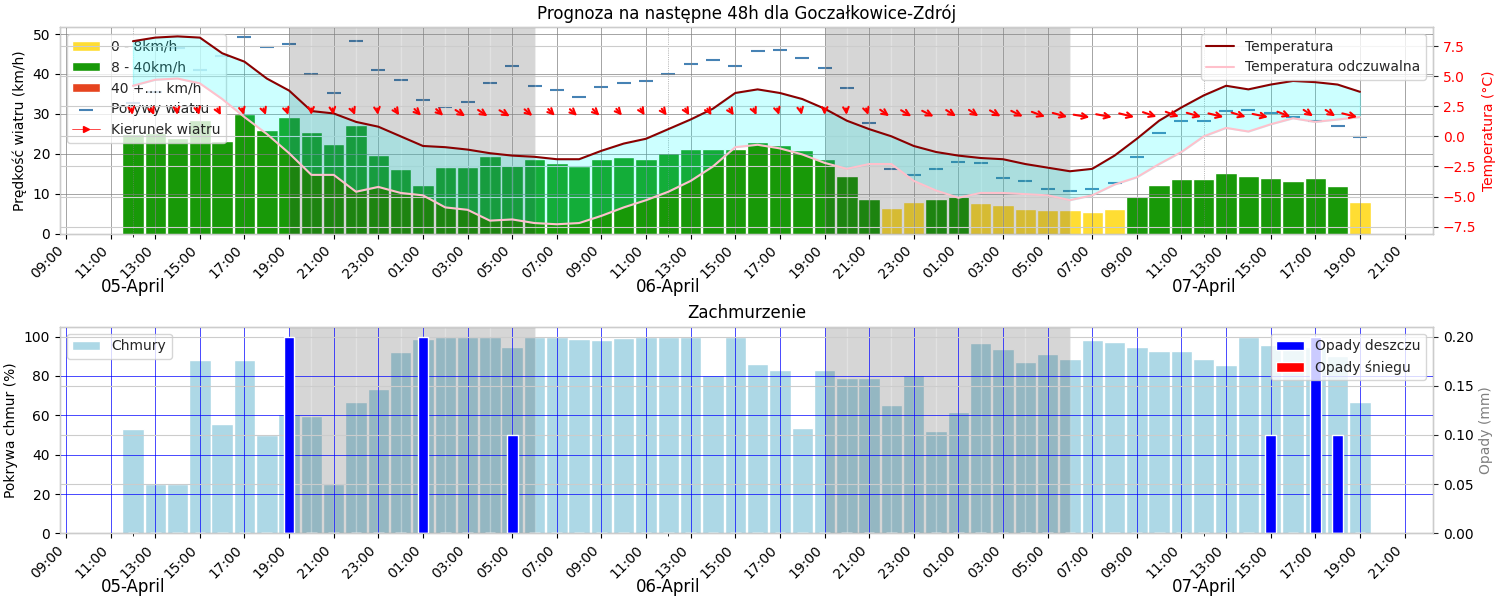 Prognoza na następne 48h dla Goczałkowice-Zdrój
Prędkość wiatru (km/h)
50
40
30
20
10
0
0 - 8km/h
8 - 40km/h
40 +.... km/h
Porywy wiatru
Kierunek wiatru
Temperatura
Temperatura odczuwalna
7.5
5.0
2.5
0.0
−2.5
−5.0
−7.5
Temperatura (°C)
09:00 11:00 13:00 15:00 17:00 19:00 21:00 23:00 01:00 03:00 05:00 07:00 09:00 11:00 13:00 15:00 17:00 19:00 21:00 23:00 01:00 03:00 05:00 07:00 09:00 11:00 13:00 15:00 17:00 19:00 21:00
05-April 06-April 07-April
Zachmurzenie
Pokrywa chmur (%)
100
80
60
40
20
0
Chmury
Opady deszczu
Opady śniegu
0.20
0.15
0.10
0.05
0.00
Opady (mm)
09:00 11:00 13:00 15:00 17:00 19:00 21:00 23:00 01:00 03:00 05:00 07:00 09:00 11:00 13:00 15:00 17:00 19:00 21:00 23:00 01:00 03:00 05:00 07:00 09:00 11:00 13:00 15:00 17:00 19:00 21:00
05-April 06-April 07-April